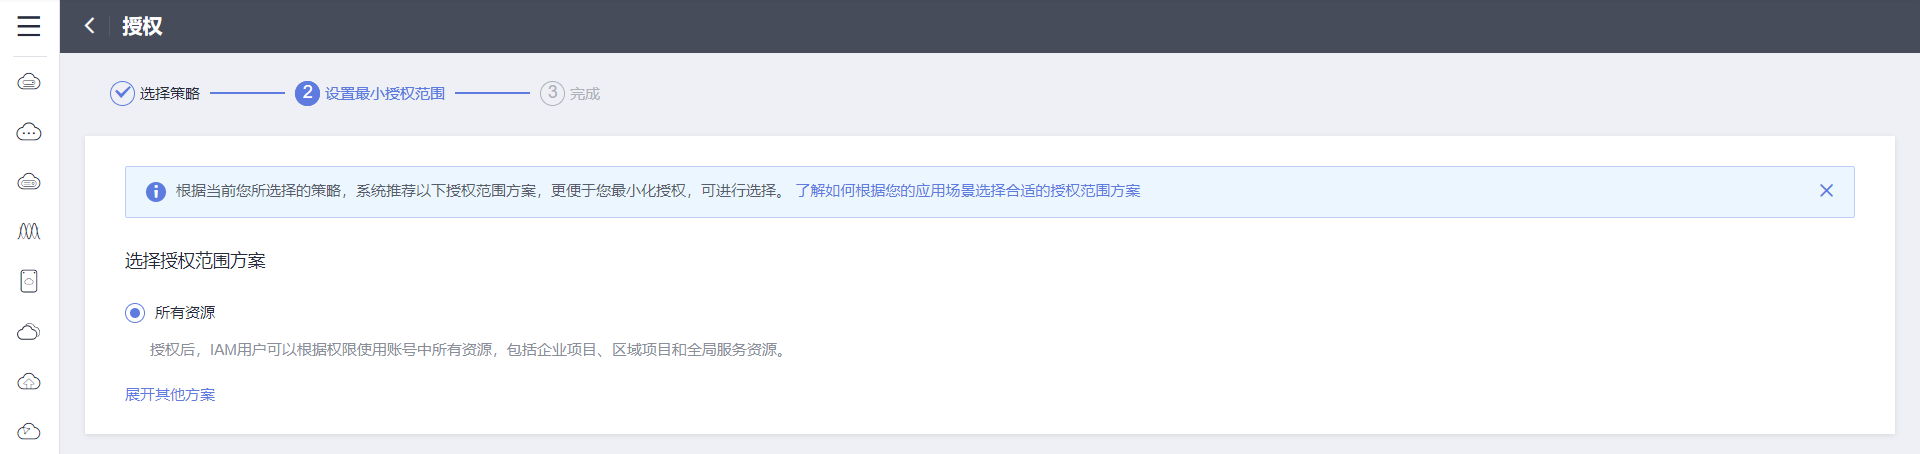 授权
选择策略 2 设置最小授权范围 3 完成
根据当前您所选择的策略，系统推荐以下授权范围方案，更便于您最小化授权，可进行选择。 了解如何根据您的应用场景选择合适的授权范围方案
选择授权范围方案
所有资源
授权后，IAM用户可以根据权限使用账号中所有资源，包括企业项目、区域项目和全局服务资源。
展开其他方案